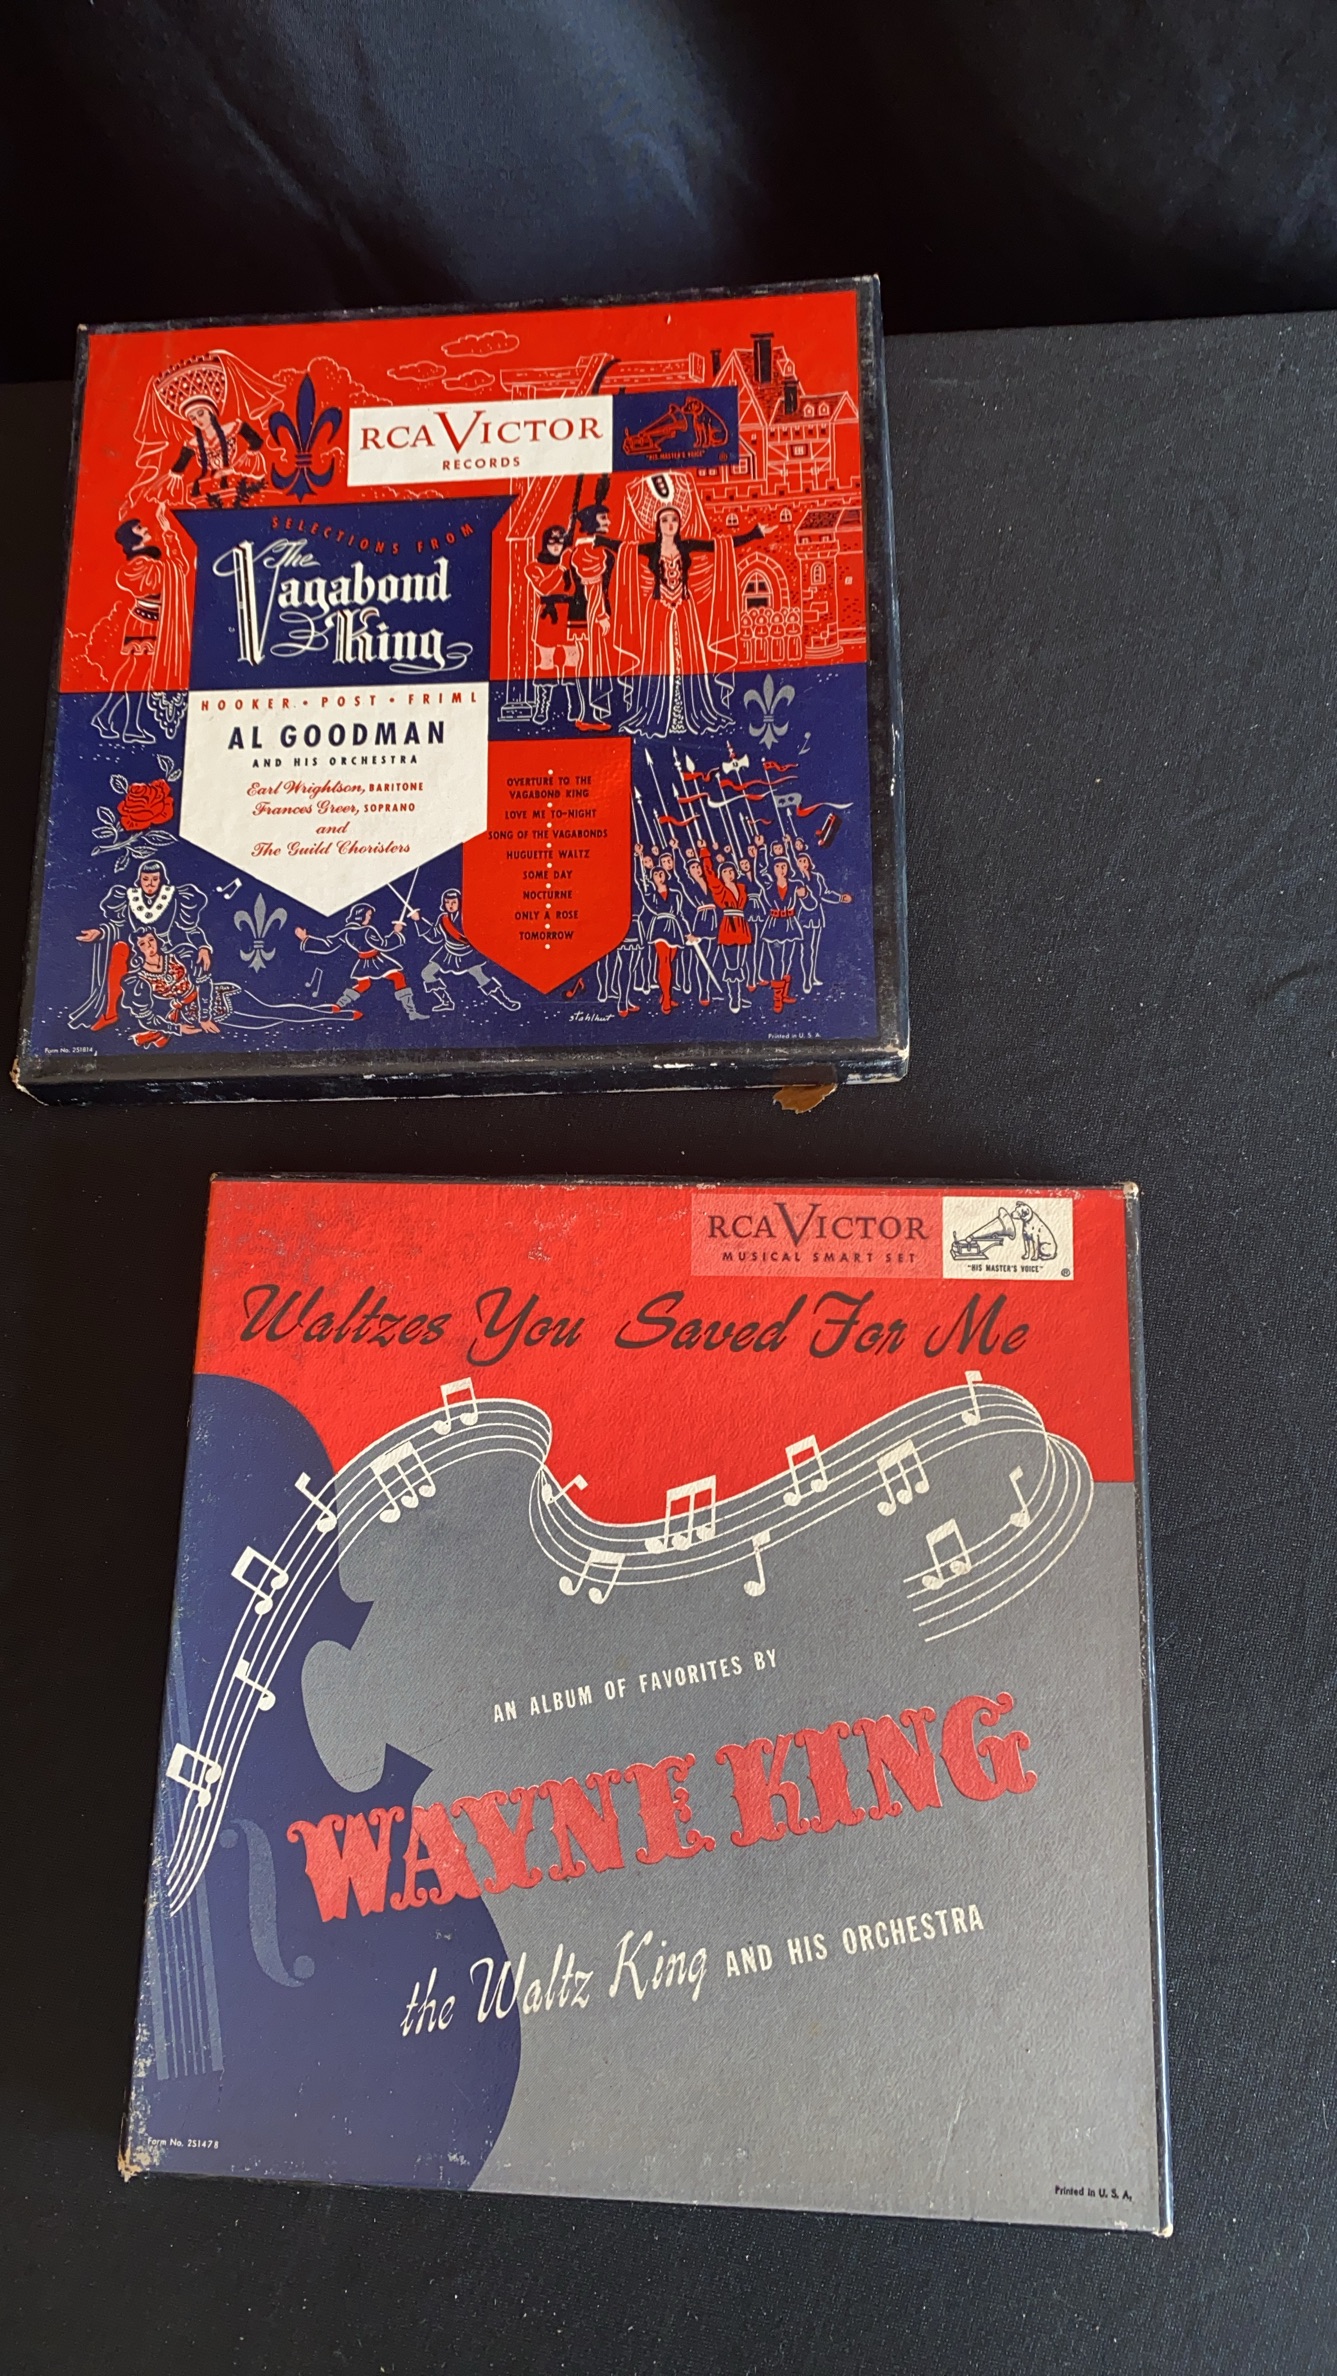 RCA VICTOR
RECORDS
"HIS MASTER'S VOICE"
®
SELECTIONS FROM
The
Vagabond
King
HOOKER • POST • FRIML
AL GOODMAN
AND HIS ORCHESTRA
Earl Wrightson, BARITONE
Frances Greer, SOPRANO
and
The Guild Choristers
OVERTURE TO THE
VAGABOND KING
LOVE ME TO-NIGHT
SONG OF THE VAGABONDS
HUGUETTE WALTZ
SOME DAY
NOCTURNE
ONLY A ROSE
TOMORROW
stahlhut
Form No. 2S1814
Printed in U. S. A.
RCA VICTOR
MUSICAL SMART SET
"HIS MASTER'S VOICE"
®
Waltzes You Saved For Me
AN ALBUM OF FAVORITES BY
WAYNE KING
the Waltz King AND HIS ORCHESTRA
Form No. 2S1478
Printed in U. S. A.